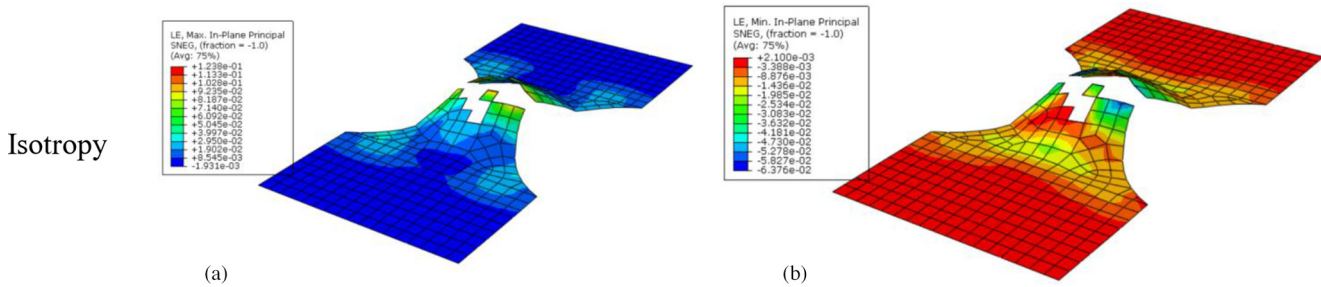 LE, Max. In-Plane Principal
SNEG, (fraction = -1.0)
(Avg: 75%)
+1.238e-01
+1.133e-01
+1.028e-01
+9.235e-02
+8.187e-02
+7.140e-02
+6.092e-02
+5.045e-02
+3.997e-02
+2.950e-02
+1.902e-02
+8.545e-03
-1.931e-03
LE, Min. In-Plane Principal
SNEG, (fraction = -1.0)
(Avg: 75%)
+2.100e-03
-3.388e-03
-8.876e-03
-1.436e-02
-1.985e-02
-2.534e-02
-3.083e-02
-3.632e-02
-4.181e-02
-4.730e-02
-5.278e-02
-5.827e-02
-6.376e-02
Isotropy
(a)
(b)